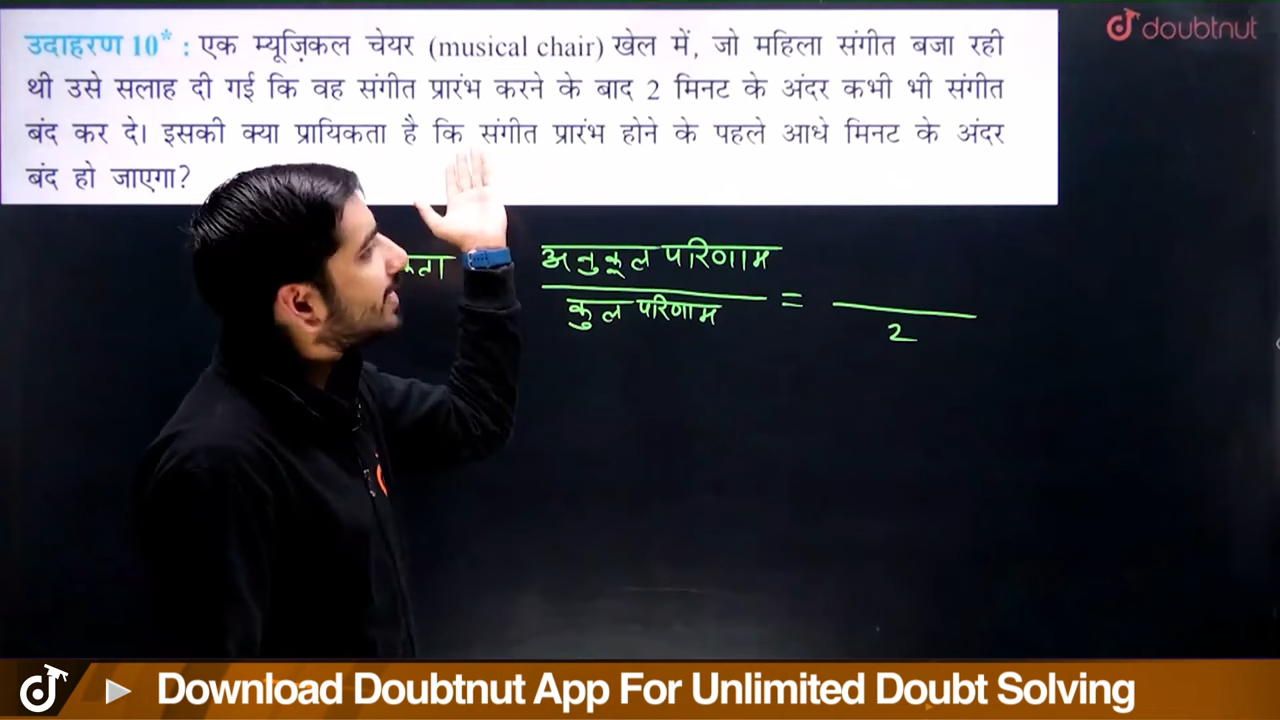 doubtnut
उदाहरण 10* : एक म्यूज़िकल चेयर (musical chair) खेल में, जो महिला संगीत बजा रही
थी उसे सलाह दी गई कि वह संगीत प्रारंभ करने के बाद 2 मिनट के अंदर कभी भी संगीत
बंद कर दे। इसकी क्या प्रायिकता है कि संगीत प्रारंभ होने के पहले आधे मिनट के अंदर
बंद हो जाएगा?
अनुकूल परिणाम
कुल परिणाम =
2
Download Doubtnut App For Unlimited Doubt Solving